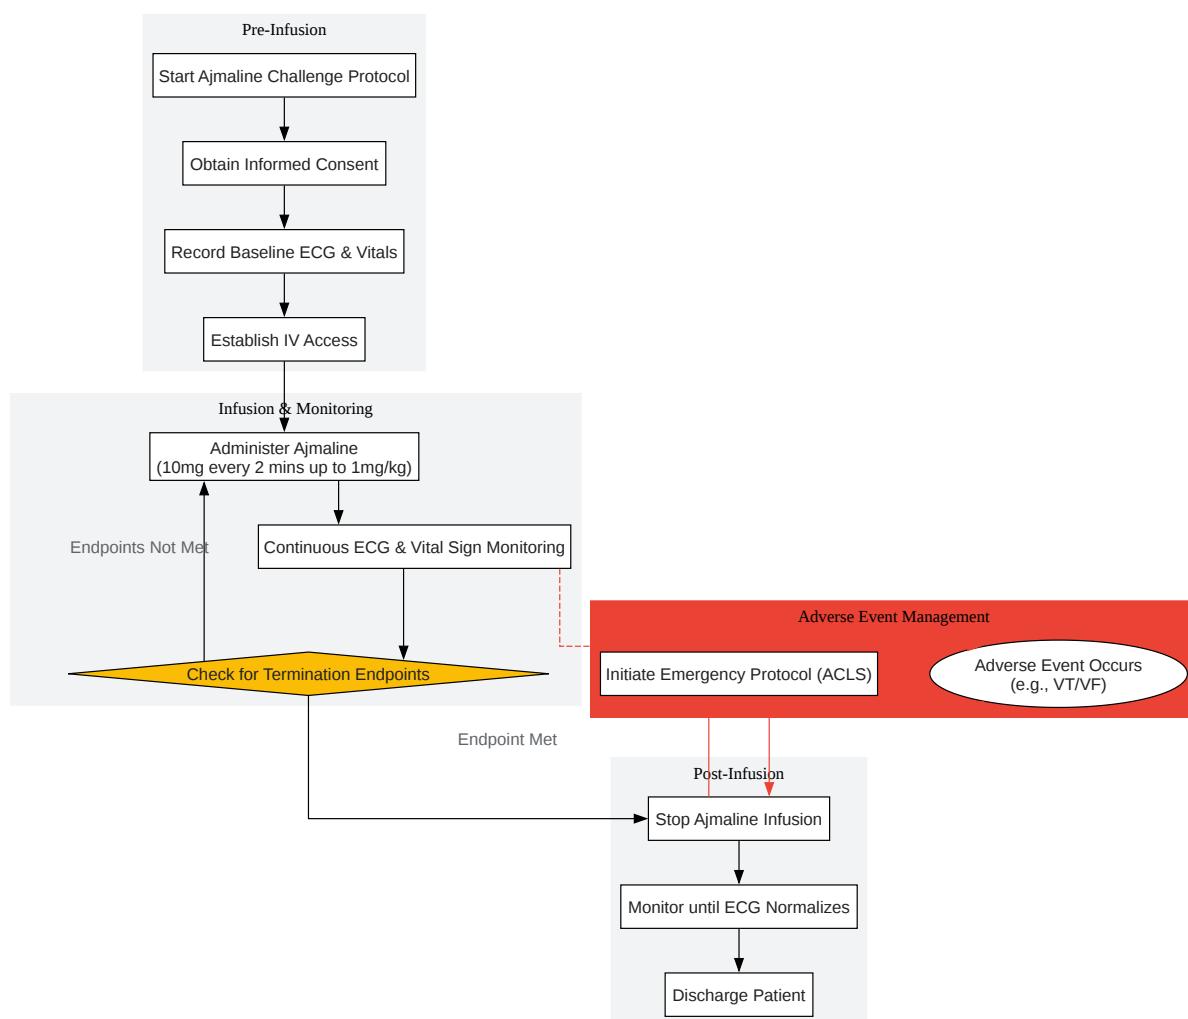 Pre-Infusion
Start Ajmaline Challenge Protocol
Obtain Informed Consent
Record Baseline ECG & Vitals
Establish IV Access
Infusion & Monitoring
Administer Ajmaline
(10mg every 2 mins up to 1mg/kg)
Endpoints Not Met
Continuous ECG & Vital Sign Monitoring
Check for Termination Endpoints
Adverse Event Management
Initiate Emergency Protocol (ACLS)
Adverse Event Occurs
(e.g., VT/VF)
Endpoint Met
Post-Infusion
Stop Ajmaline Infusion
Monitor until ECG Normalizes
Discharge Patient